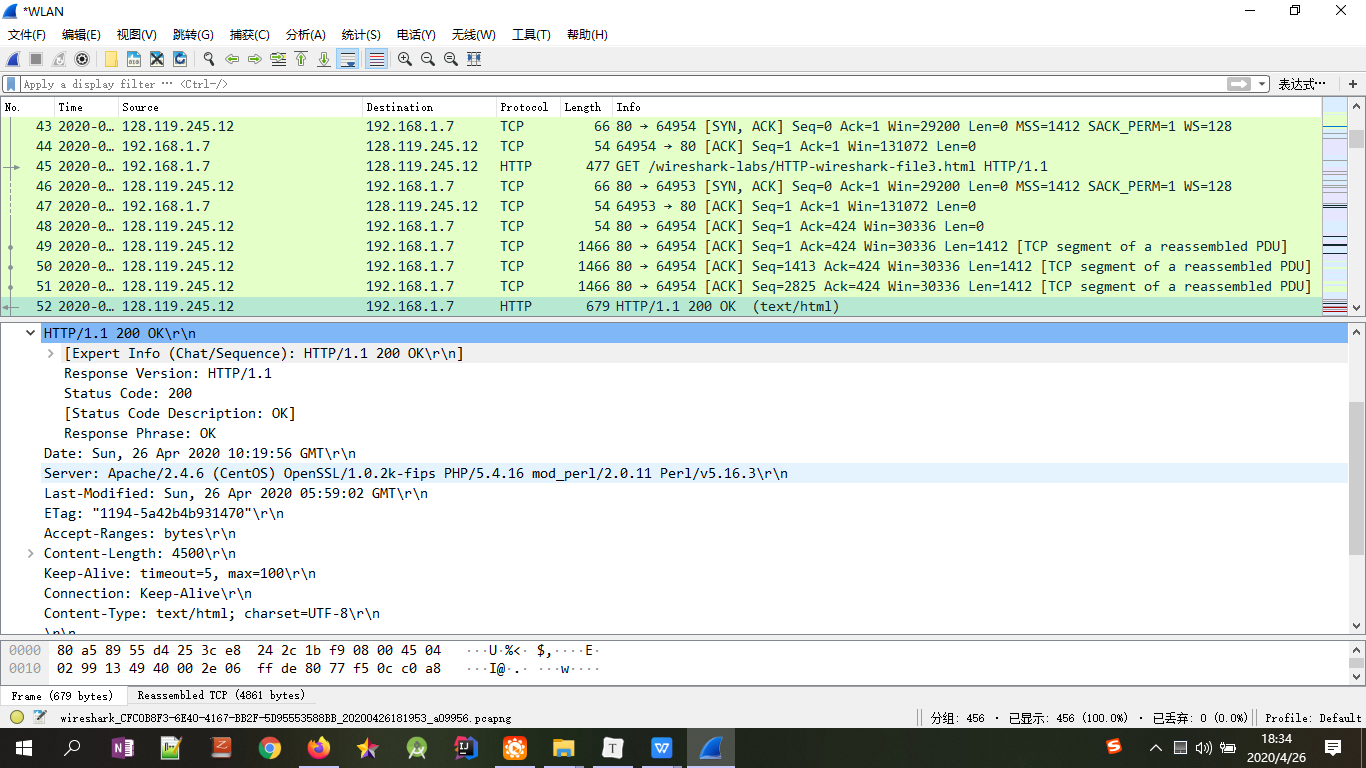 *WLAN
文件(F) 编辑(E) 视图(V) 跳转(G) 捕获(C) 分析(A) 统计(S) 电话(Y) 无线(W) 工具(T) 帮助(H)
Apply a display filter … <Ctrl-/> 表达式… +
No. Time Source Destination Protocol Length Info
43 2020-0… 128.119.245.12 192.168.1.7 TCP 66 80 → 64954 [SYN, ACK] Seq=0 Ack=1 Win=29200 Len=0 MSS=1412 SACK_PERM=1 WS=128
44 2020-0… 192.168.1.7 128.119.245.12 TCP 54 64954 → 80 [ACK] Seq=1 Ack=1 Win=131072 Len=0
45 2020-0… 192.168.1.7 128.119.245.12 HTTP 477 GET /wireshark-labs/HTTP-wireshark-file3.html HTTP/1.1
46 2020-0… 128.119.245.12 192.168.1.7 TCP 66 80 → 64953 [SYN, ACK] Seq=0 Ack=1 Win=29200 Len=0 MSS=1412 SACK_PERM=1 WS=128
47 2020-0… 192.168.1.7 128.119.245.12 TCP 54 64953 → 80 [ACK] Seq=1 Ack=1 Win=131072 Len=0
48 2020-0… 128.119.245.12 192.168.1.7 TCP 54 80 → 64954 [ACK] Seq=1 Ack=424 Win=30336 Len=0
49 2020-0… 128.119.245.12 192.168.1.7 TCP 1466 80 → 64954 [ACK] Seq=1 Ack=424 Win=30336 Len=1412 [TCP segment of a reassembled PDU]
50 2020-0… 128.119.245.12 192.168.1.7 TCP 1466 80 → 64954 [ACK] Seq=1413 Ack=424 Win=30336 Len=1412 [TCP segment of a reassembled PDU]
51 2020-0… 128.119.245.12 192.168.1.7 TCP 1466 80 → 64954 [ACK] Seq=2825 Ack=424 Win=30336 Len=1412 [TCP segment of a reassembled PDU]
52 2020-0… 128.119.245.12 192.168.1.7 HTTP 679 HTTP/1.1 200 OK (text/html)
HTTP/1.1 200 OK\r\n
[Expert Info (Chat/Sequence): HTTP/1.1 200 OK\r\n]
Response Version: HTTP/1.1
Status Code: 200
[Status Code Description: OK]
Response Phrase: OK
Date: Sun, 26 Apr 2020 10:19:56 GMT\r\n
Server: Apache/2.4.6 (CentOS) OpenSSL/1.0.2k-fips PHP/5.4.16 mod_perl/2.0.11 Perl/v5.16.3\r\n
Last-Modified: Sun, 26 Apr 2020 05:59:02 GMT\r\n
ETag: "1194-5a42b4b931470"\r\n
Accept-Ranges: bytes\r\n
Content-Length: 4500\r\n
Keep-Alive: timeout=5, max=100\r\n
Connection: Keep-Alive\r\n
Content-Type: text/html; charset=UTF-8\r\n
\r\n
0000 80 a5 89 55 d4 25 3c e8 24 2c 1b f9 08 00 45 04 ···U·%<· $,····E·
0010 02 99 13 49 40 00 2e 06 ff de 80 77 f5 0c c0 a8 ···I@·.· ···w····
Frame (679 bytes) Reassembled TCP (4861 bytes)
wireshark_CFC0B8F3-6E40-4167-BB2F-5D95553588BB_20200426181953_a09956.pcapng 分组: 456 · 已显示: 456 (100.0%) · 已丢弃: 0 (0.0%) Profile: Default
18:34
2020/4/26